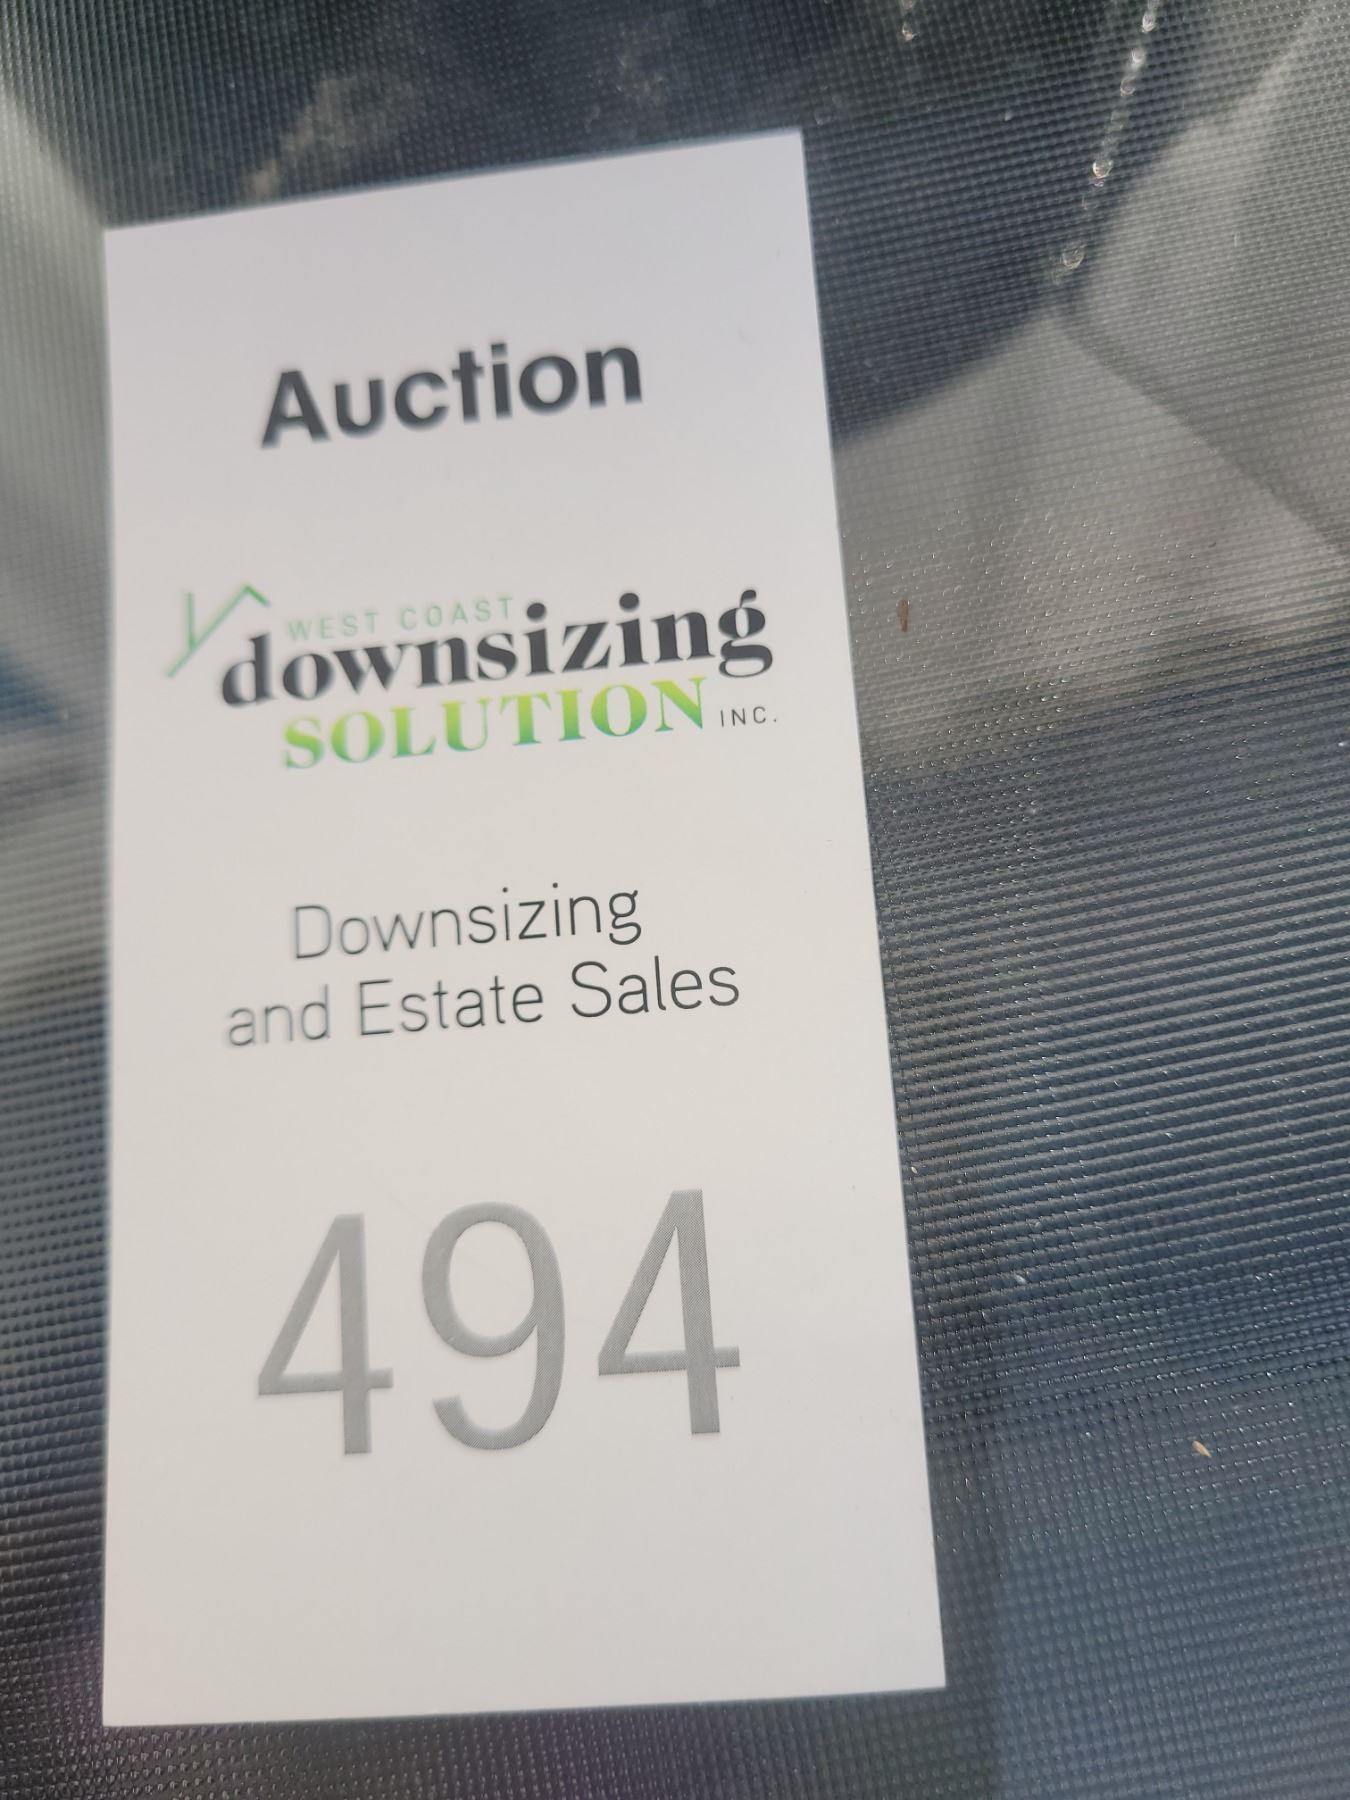 Auction
WEST COAST
downsizing
SOLUTION INC.
Downsizing
and Estate Sales
494